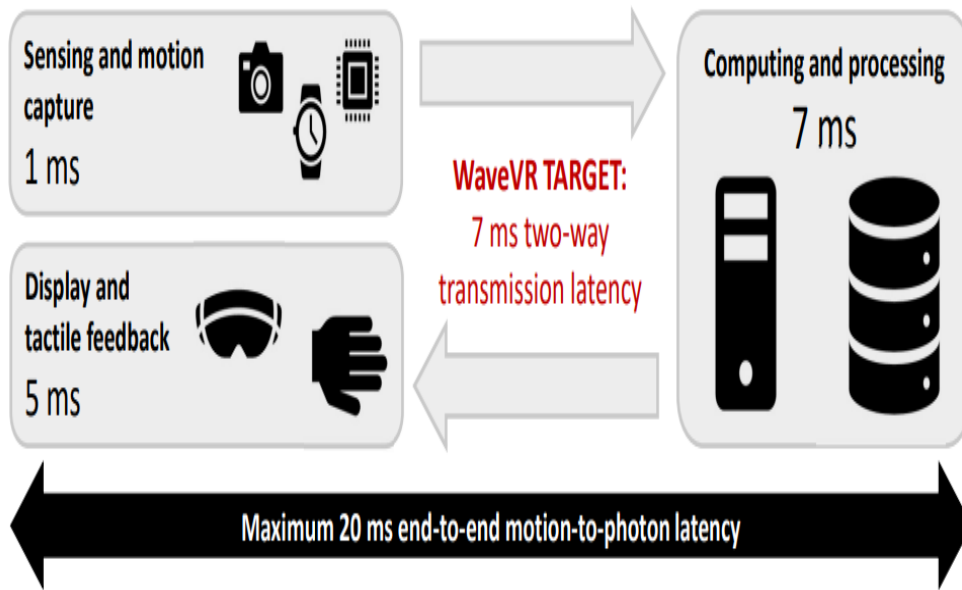 Sensing and motion
capture
1 ms
Computing and processing
7 ms
WaveVR TARGET:
7 ms two-way
transmission latency
Display and
tactile feedback
5 ms
Maximum 20 ms end-to-end motion-to-photon latency